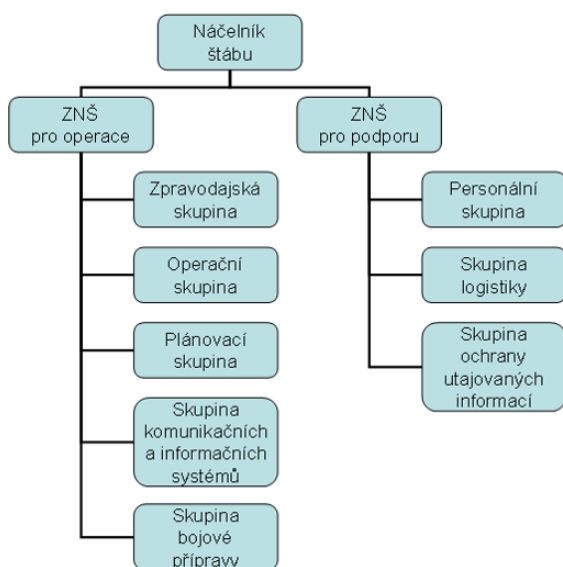 Náčelník
štábu
ZNŠ
pro operace
ZNŠ
pro podporu
Zpravodajská
skupina
Operační
skupina
Plánovací
skupina
Skupina
komunikačních
a informačních
systémů
Skupina
bojové
přípravy
Personální
skupina
Skupina
logistiky
Skupina
ochrany
utajovaných
informací